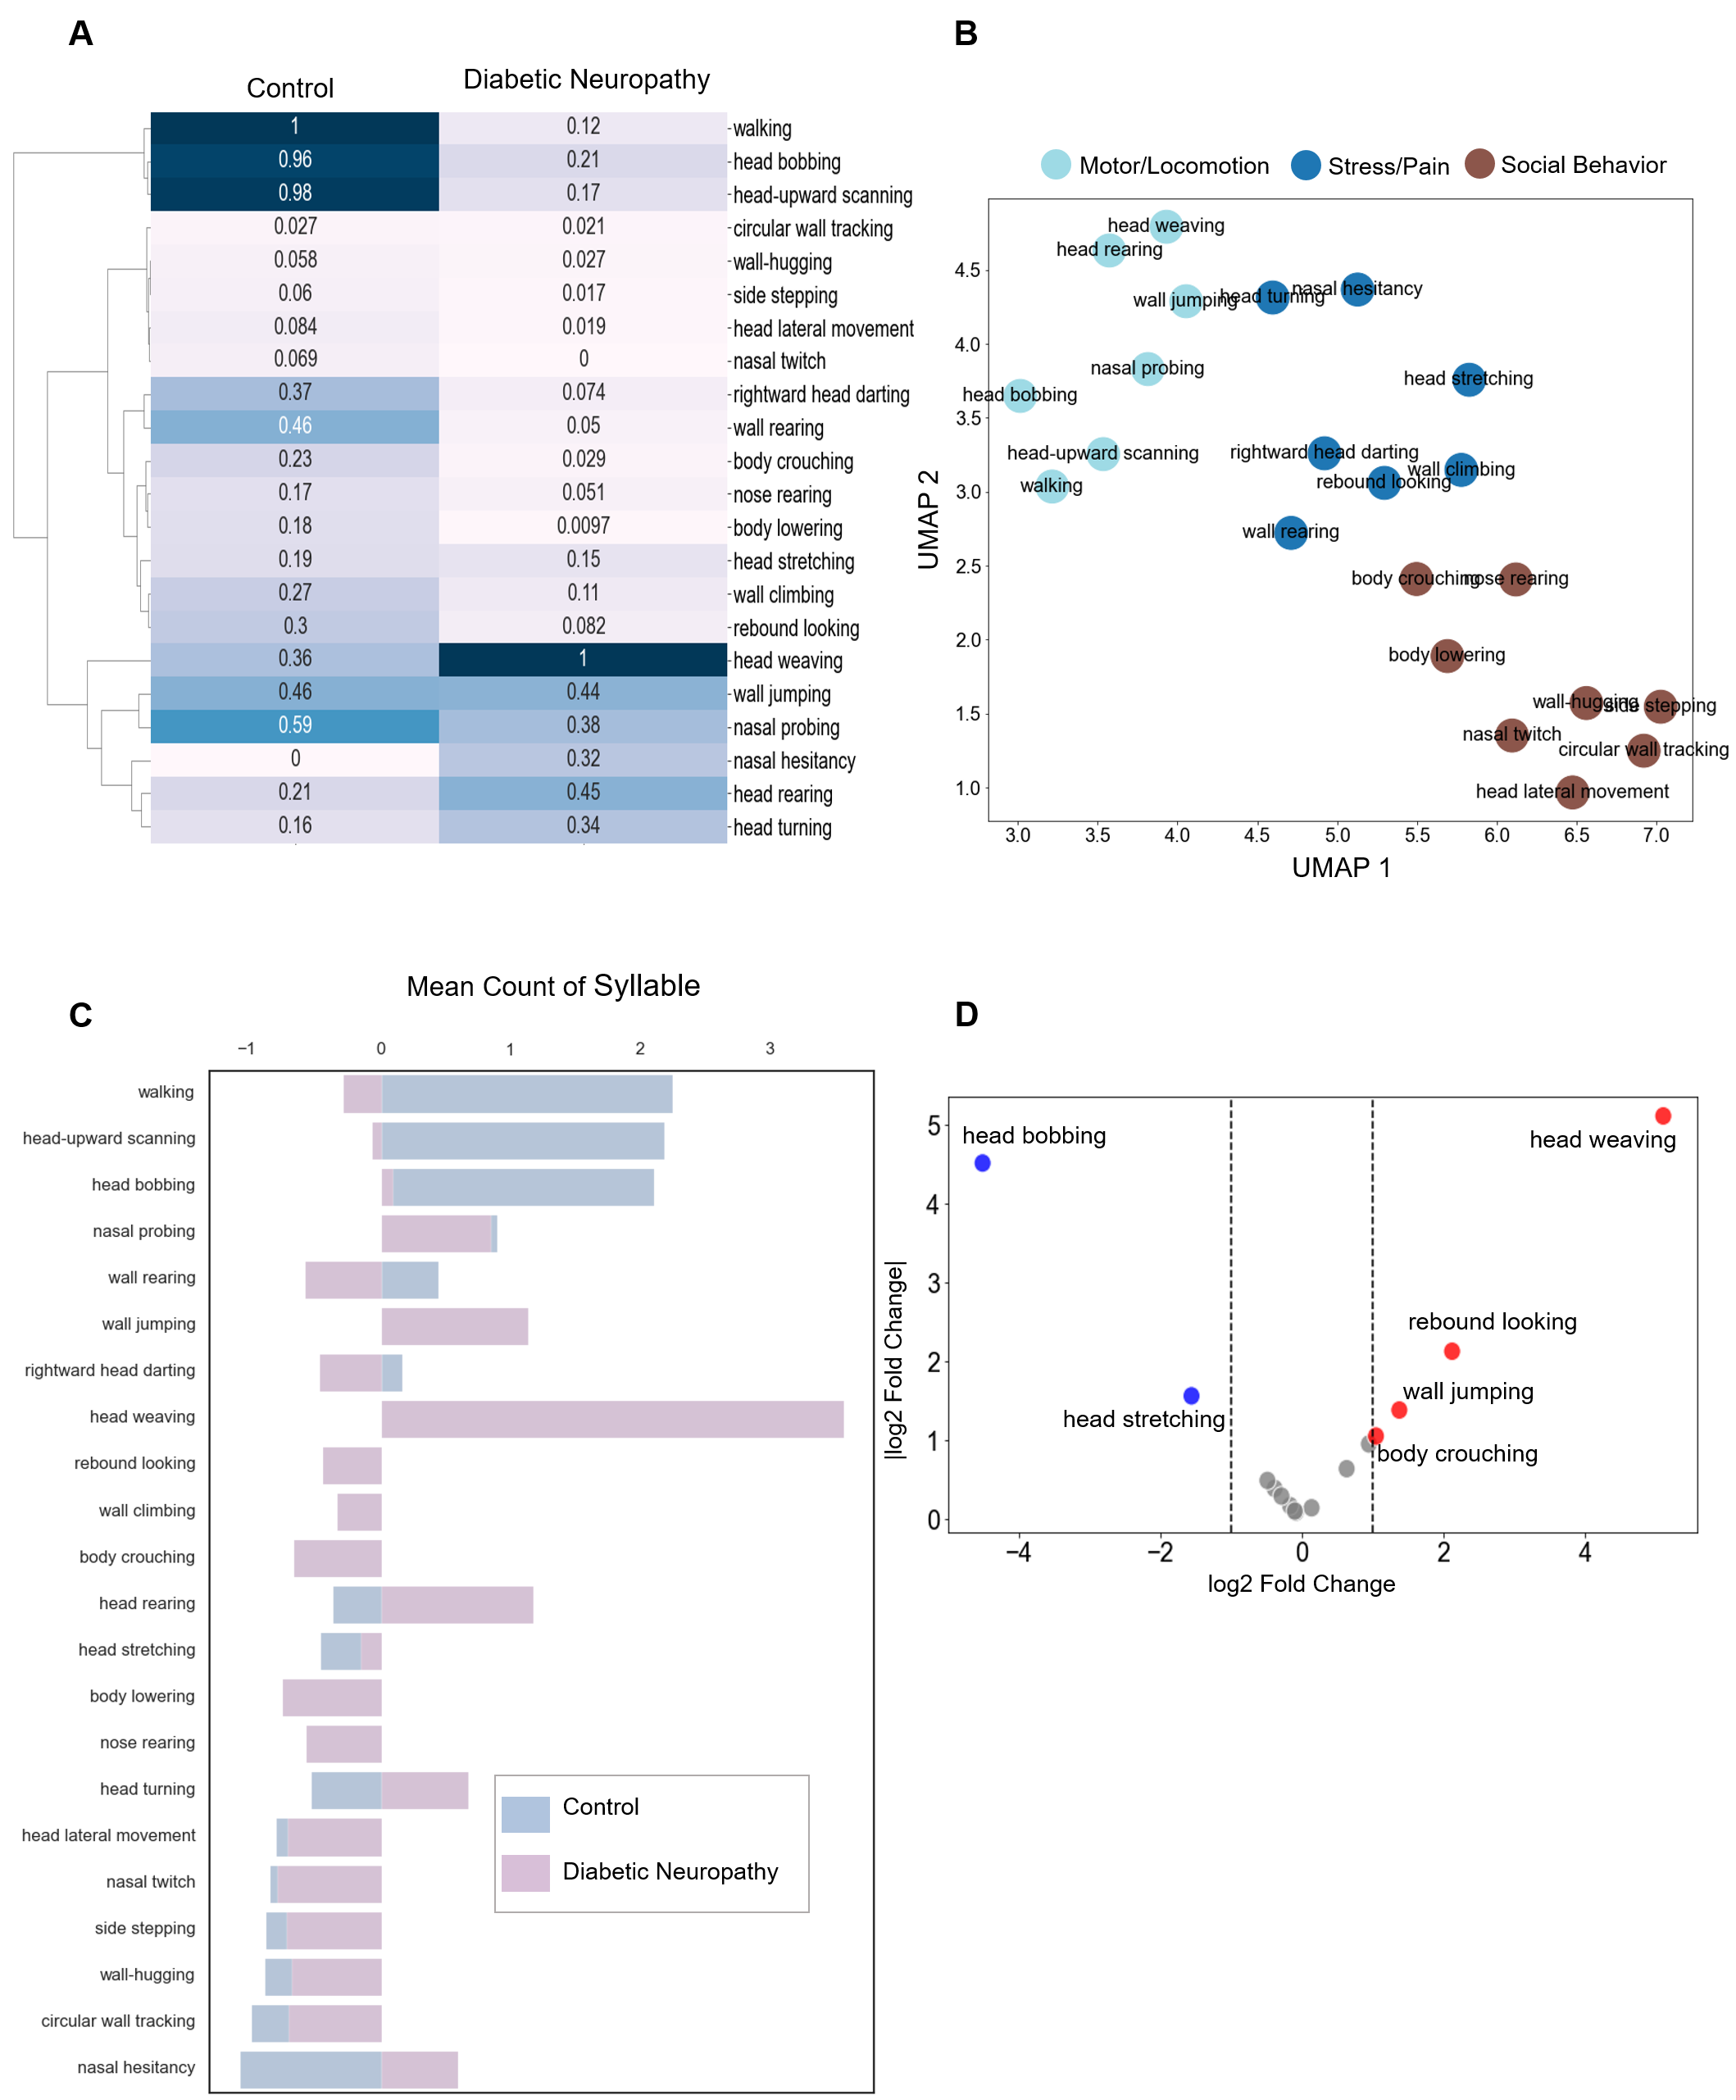 A
Control
Diabetic Neuropathy
1 0.12 walking
0.96 0.21 head bobbing
0.98 0.17 head-upward scanning
0.027 0.021 circular wall tracking
0.058 0.027 wall-hugging
0.06 0.017 side stepping
0.084 0.019 head lateral movement
0.069 0 nasal twitch
0.37 0.074 rightward head darting
0.46 0.05 wall rearing
0.23 0.029 body crouching
0.17 0.051 nose rearing
0.18 0.0097 body lowering
0.19 0.15 head stretching
0.27 0.11 wall climbing
0.3 0.082 rebound looking
0.36 1 head weaving
0.46 0.44 wall jumping
0.59 0.38 nasal probing
0 0.32 nasal hesitancy
0.21 0.45 head rearing
0.16 0.34 head turning
B
Motor/Locomotion Stress/Pain Social Behavior
head weaving
head rearing
wall jumping
head turning
nasal hesitancy
nasal probing
head stretching
head bobbing
head-upward scanning
rightward head darting
wall climbing
rebound looking
walking
wall rearing
body crouching
nose rearing
body lowering
wall-hugging
side stepping
nasal twitch
circular wall tracking
head lateral movement
4.5
4.0
3.5
3.0
2.5
2.0
1.5
1.0
UMAP 2
3.0 3.5 4.0 4.5 5.0 5.5 6.0 6.5 7.0
UMAP 1
C
Mean Count of Syllable
−1 0 1 2 3
walking
head-upward scanning
head bobbing
nasal probing
wall rearing
wall jumping
rightward head darting
head weaving
rebound looking
wall climbing
body crouching
head rearing
head stretching
body lowering
nose rearing
head turning
head lateral movement
nasal twitch
side stepping
wall-hugging
circular wall tracking
nasal hesitancy
Control
Diabetic Neuropathy
D
head bobbing
head weaving
rebound looking
wall jumping
head stretching
body crouching
5
4
3
2
1
0
|log2 Fold Change|
−4 −2 0 2 4
log2 Fold Change